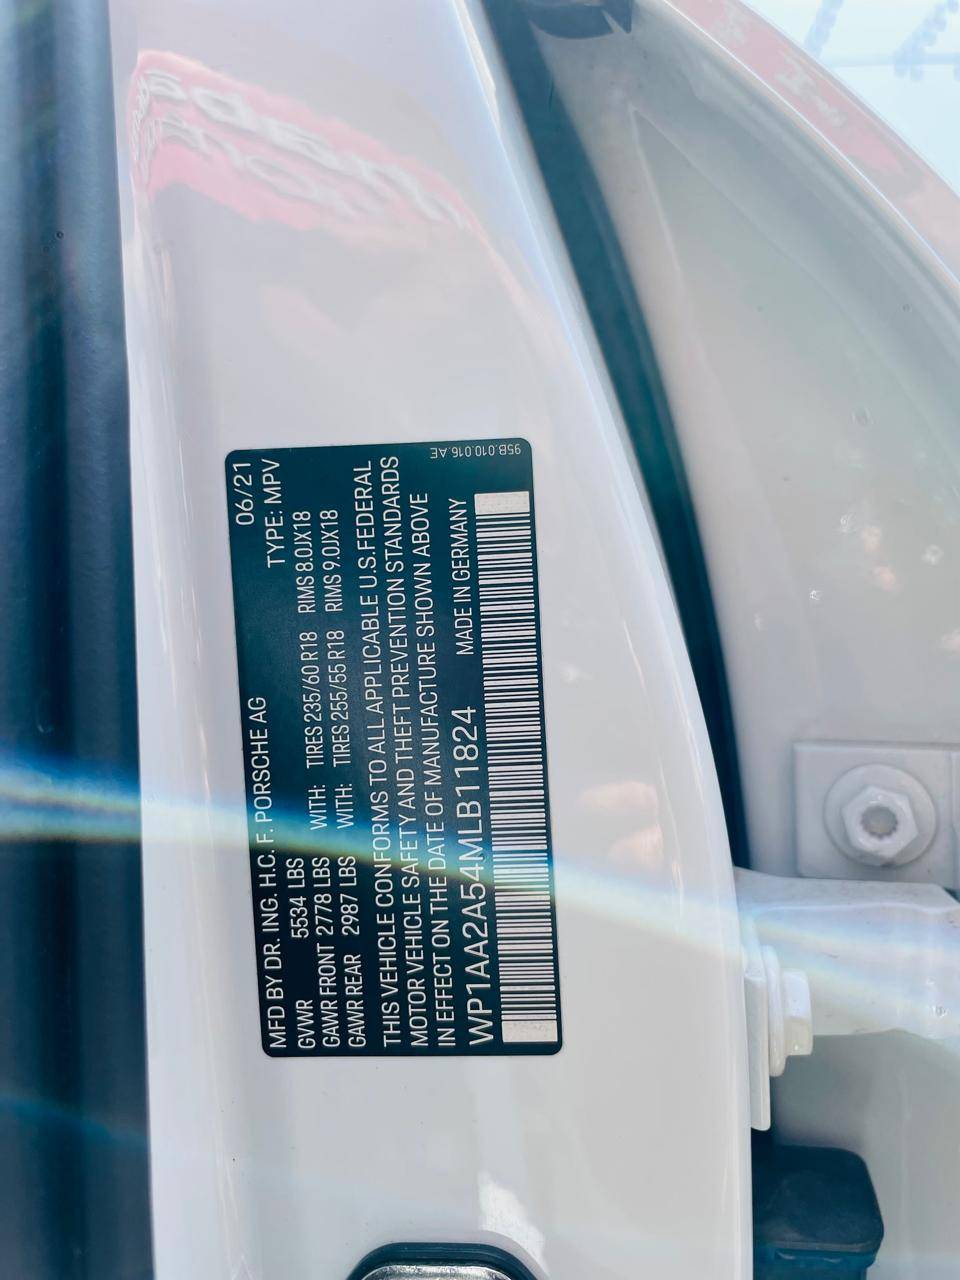 MFD BY DR. ING. H.C. F. PORSCHE AG 06/21
GVWR 5534 LBS TYPE: MPV
GAWR FRONT 2778 LBS WITH: TIRES 235/60 R18 RIMS 8.0JX18
GAWR REAR 2987 LBS WITH: TIRES 255/55 R18 RIMS 9.0JX18
THIS VEHICLE CONFORMS TO ALL APPLICABLE U.S.FEDERAL
MOTOR VEHICLE SAFETY AND THEFT PREVENTION STANDARDS
IN EFFECT ON THE DATE OF MANUFACTURE SHOWN ABOVE
WP1AA2A54MLB11824 MADE IN GERMANY
95B.010.016.AE